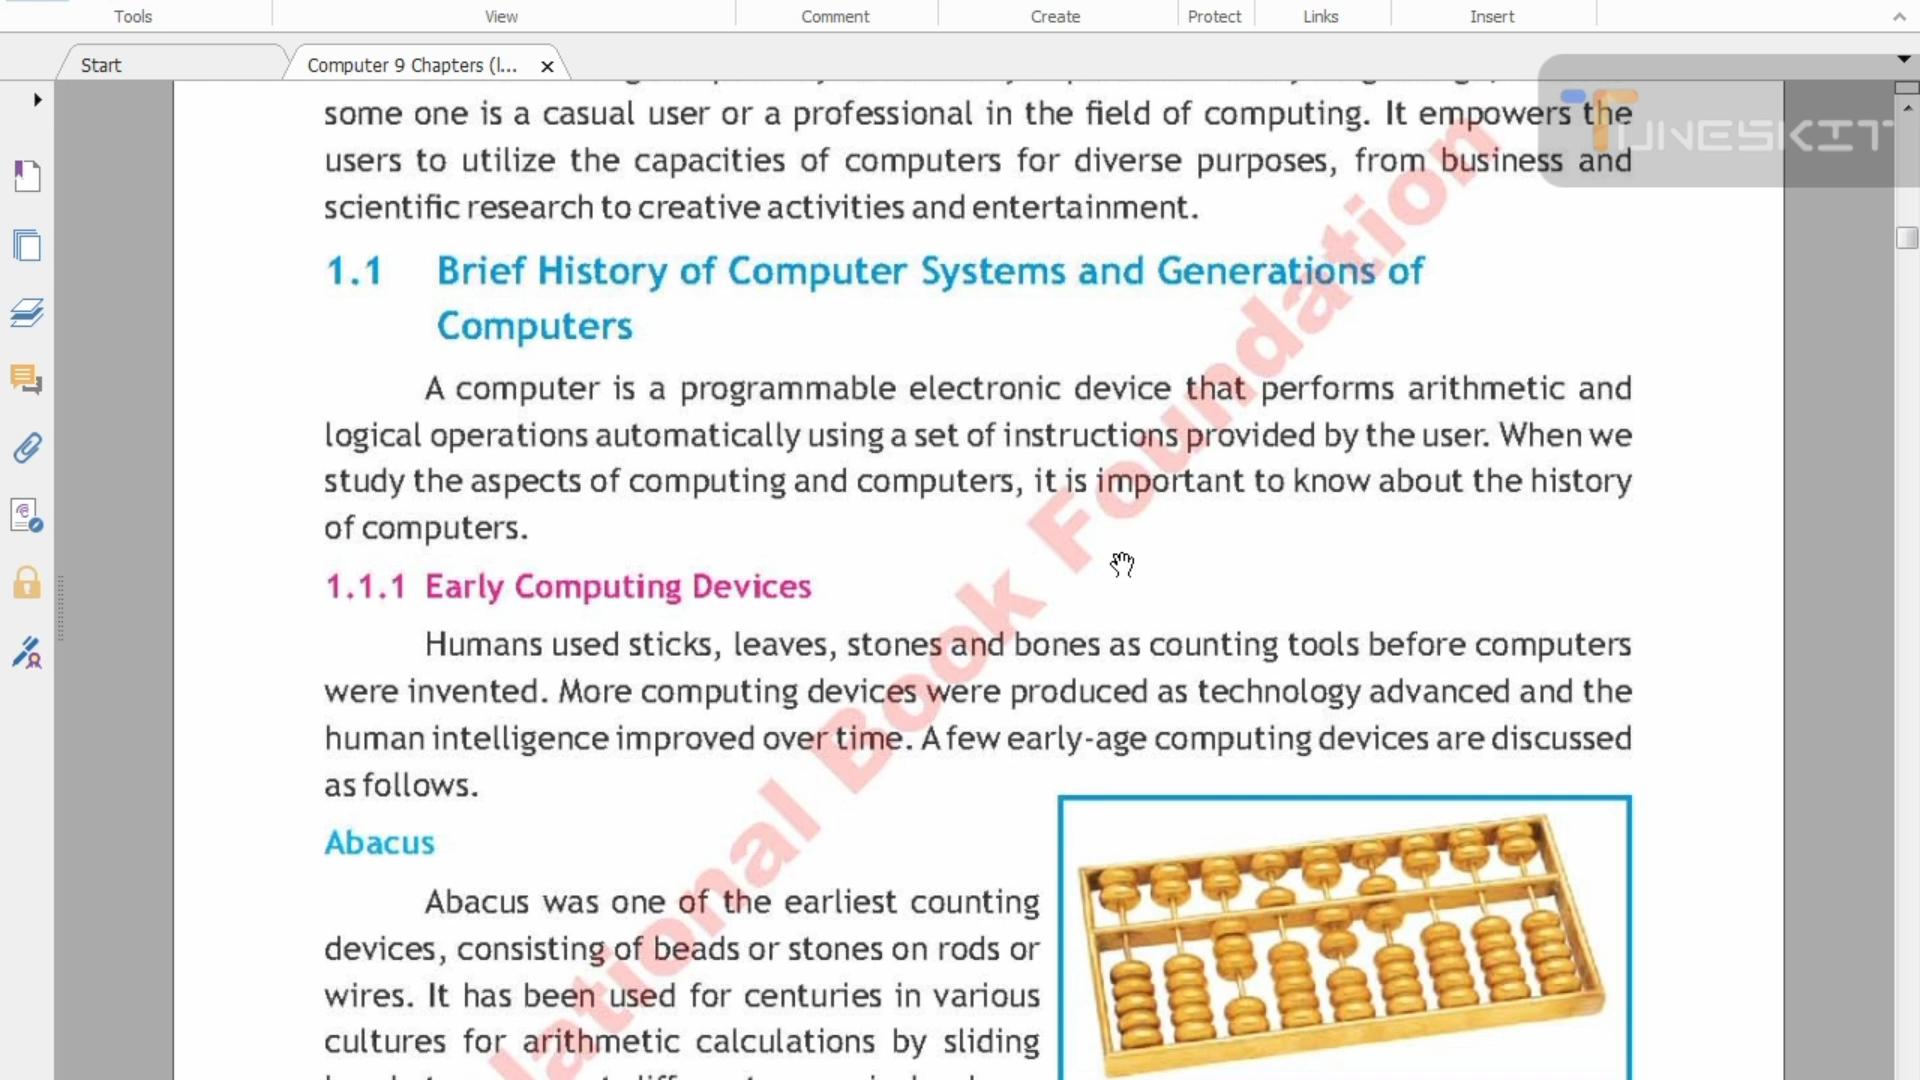 Tools View Comment Create Protect Links Insert
Start Computer 9 Chapters (l...
TUNESKIT
some one is a casual user or a professional in the field of computing. It empowers the
users to utilize the capacities of computers for diverse purposes, from business and
scientific research to creative activities and entertainment.
1.1 Brief History of Computer Systems and Generations of
Computers
A computer is a programmable electronic device that performs arithmetic and
logical operations automatically using a set of instructions provided by the user. When we
study the aspects of computing and computers, it is important to know about the history
of computers.
1.1.1 Early Computing Devices
Humans used sticks, leaves, stones and bones as counting tools before computers
were invented. More computing devices were produced as technology advanced and the
human intelligence improved over time. A few early-age computing devices are discussed
as follows.
Abacus
Abacus was one of the earliest counting
devices, consisting of beads or stones on rods or
wires. It has been used for centuries in various
cultures for arithmetic calculations by sliding
ational Book Foundation